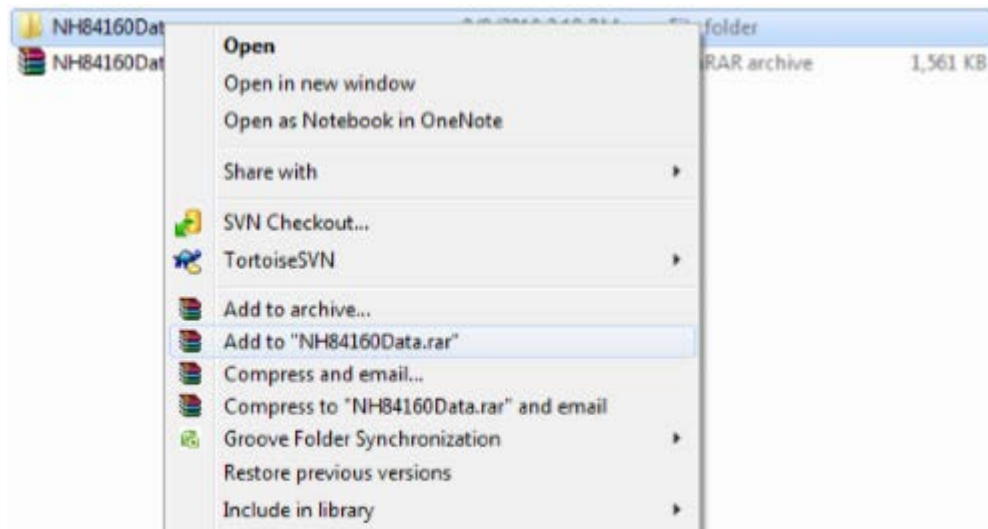 NH84160Dat folder
NH84160Dat RAR archive 1,561 KB
Open
Open in new window
Open as Notebook in OneNote
Share with
SVN Checkout...
TortoiseSVN
Add to archive...
Add to "NH84160Data.rar"
Compress and email...
Compress to "NH84160Data.rar" and email
Groove Folder Synchronization
Restore previous versions
Include in library